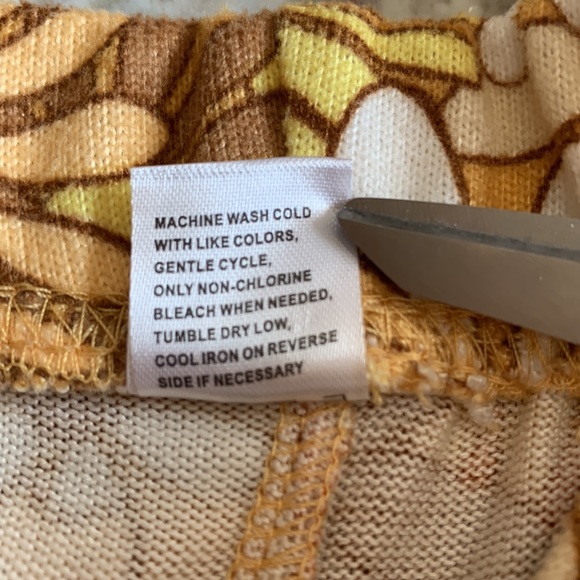 MACHINE WASH COLD
WITH LIKE COLORS,
GENTLE CYCLE,
ONLY NON-CHLORINE
BLEACH WHEN NEEDED,
TUMBLE DRY LOW,
COOL IRON ON REVERSE
SIDE IF NECESSARY